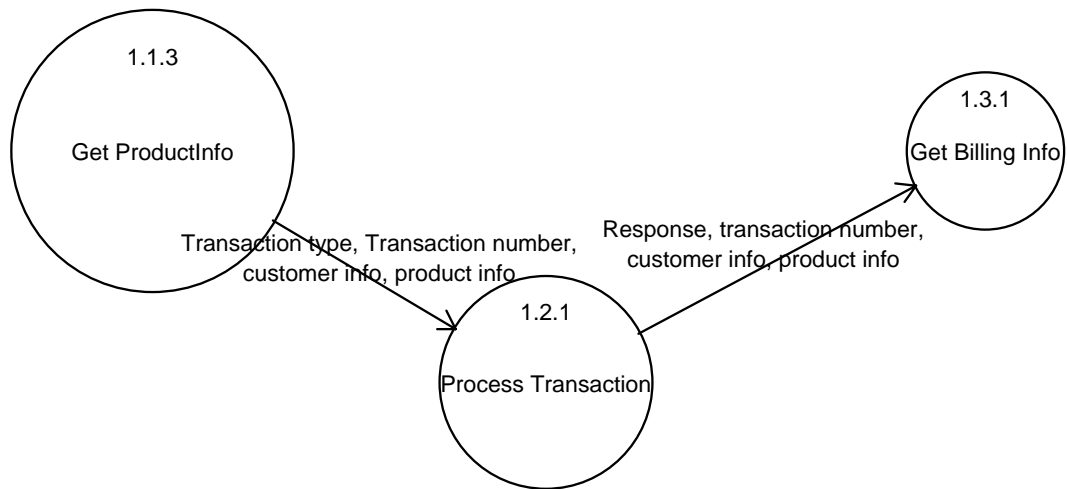 1.1.3
Get ProductInfo
Transaction type, Transaction number,
customer info, product info
1.2.1
Process Transaction
Response, transaction number,
customer info, product info
1.3.1
Get Billing Info